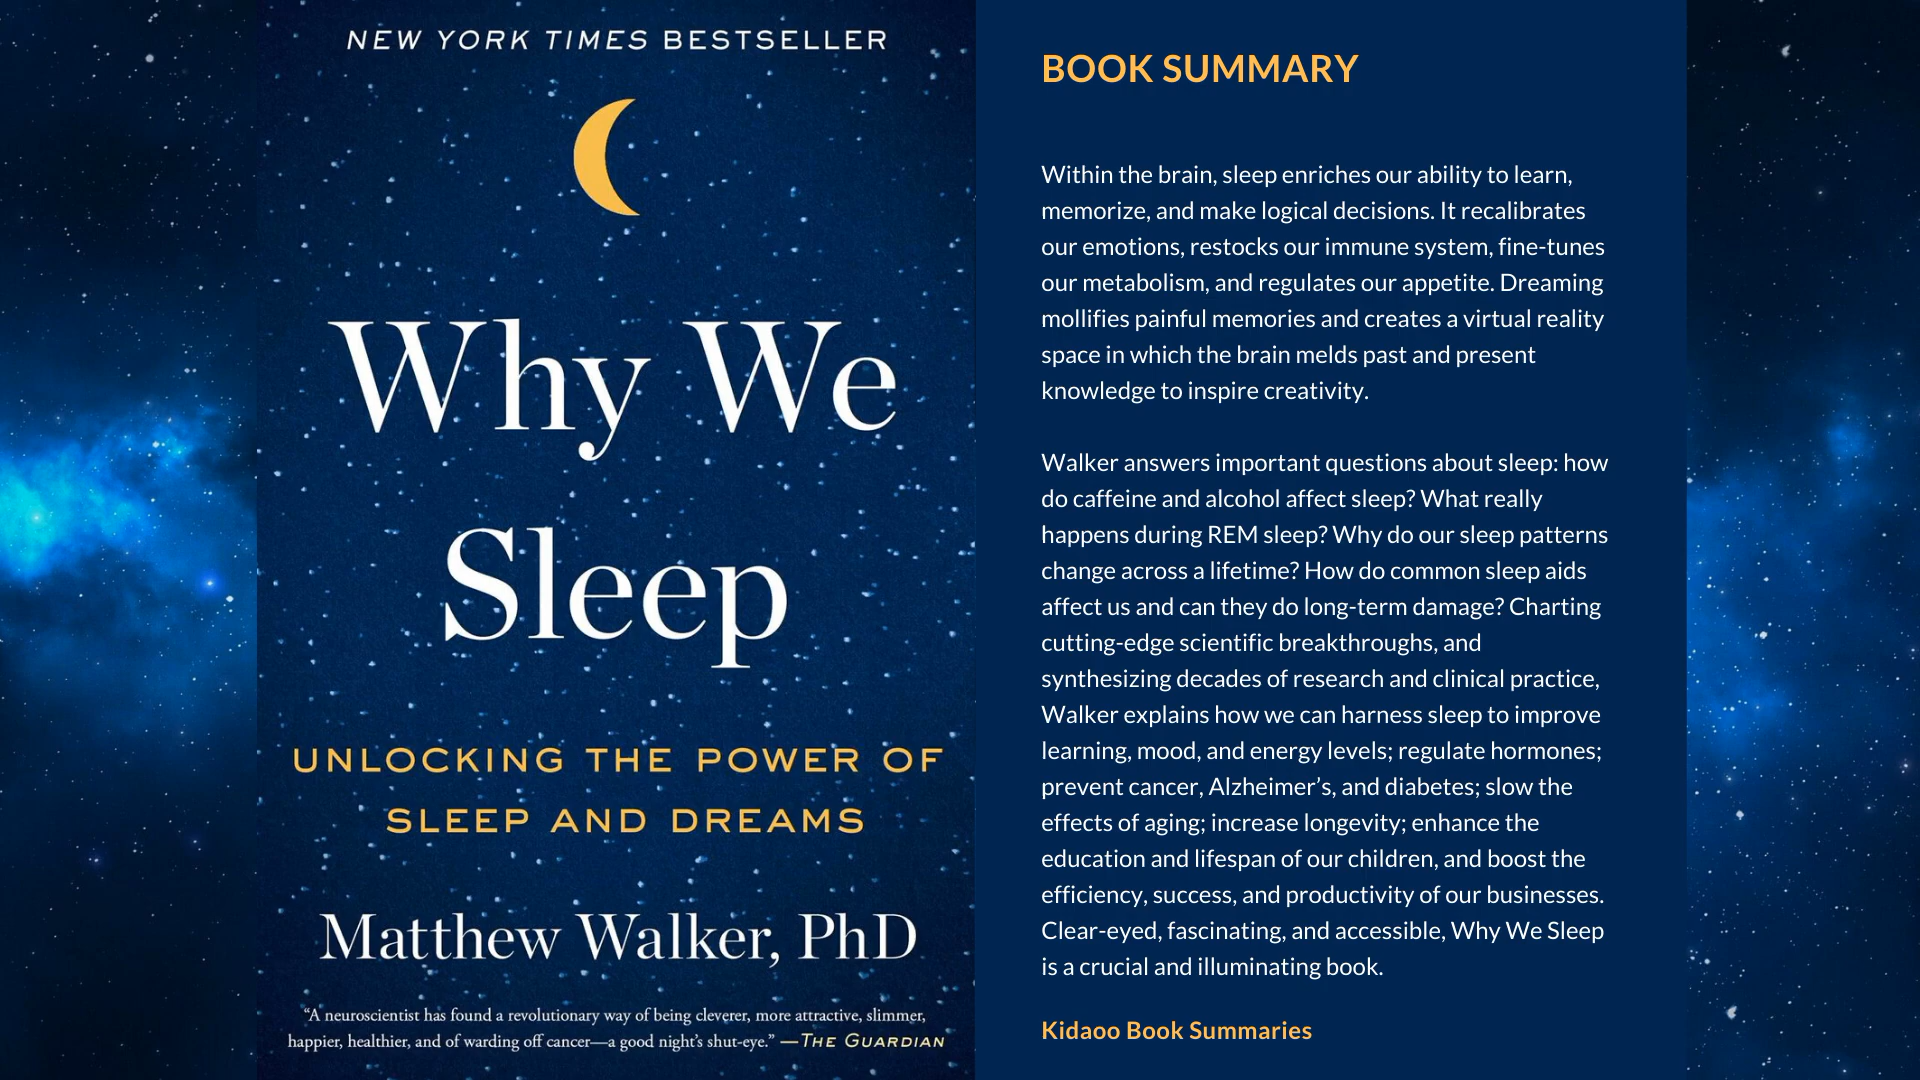 NEW YORK TIMES BESTSELLER
Why We
Sleep
UNLOCKING THE POWER OF
SLEEP AND DREAMS
Matthew Walker, PhD
“A neuroscientist has found a revolutionary way of being cleverer, more attractive, slimmer,
happier, healthier, and of warding off cancer—a good night’s shut-eye.” —THE GUARDIAN
BOOK SUMMARY
Within the brain, sleep enriches our ability to learn,
memorize, and make logical decisions. It recalibrates
our emotions, restocks our immune system, fine-tunes
our metabolism, and regulates our appetite. Dreaming
mollifies painful memories and creates a virtual reality
space in which the brain melds past and present
knowledge to inspire creativity.
Walker answers important questions about sleep: how
do caffeine and alcohol affect sleep? What really
happens during REM sleep? Why do our sleep patterns
change across a lifetime? How do common sleep aids
affect us and can they do long-term damage? Charting
cutting-edge scientific breakthroughs, and
synthesizing decades of research and clinical practice,
Walker explains how we can harness sleep to improve
learning, mood, and energy levels; regulate hormones;
prevent cancer, Alzheimer’s, and diabetes; slow the
effects of aging; increase longevity; enhance the
education and lifespan of our children, and boost the
efficiency, success, and productivity of our businesses.
Clear-eyed, fascinating, and accessible, Why We Sleep
is a crucial and illuminating book.
Kidaoo Book Summaries